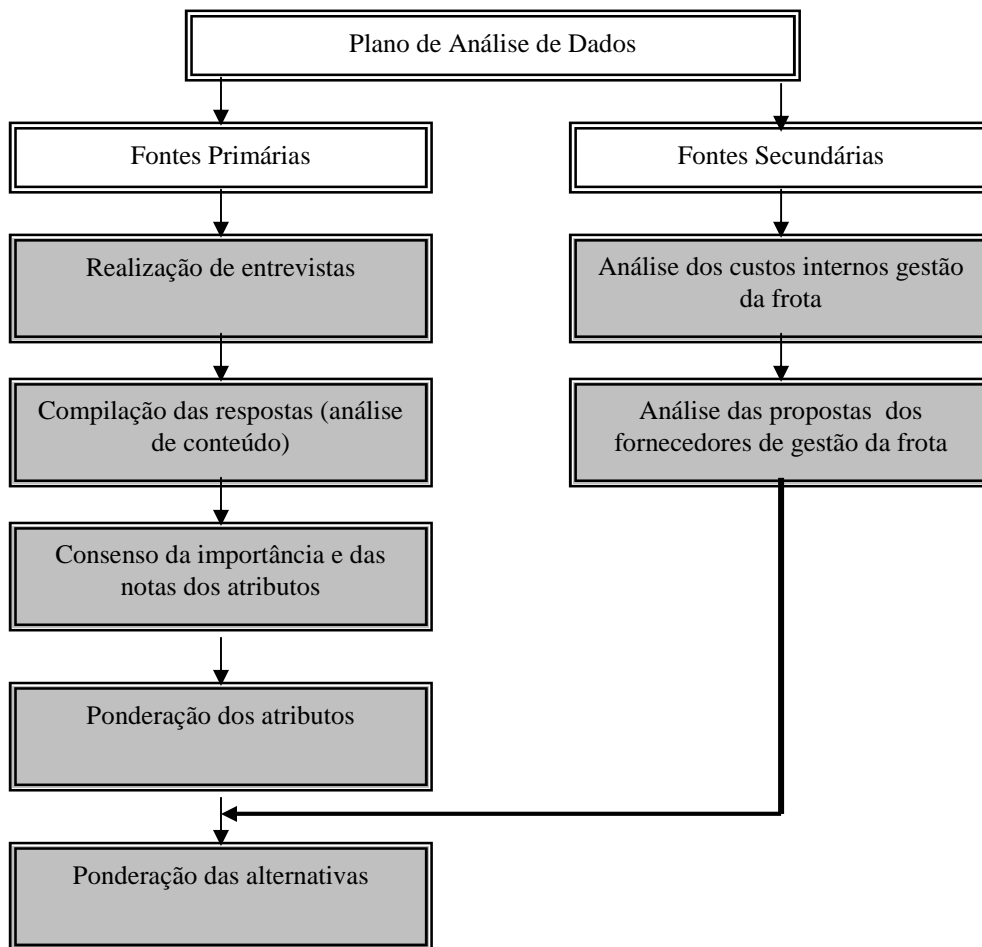 Plano de Análise de Dados
Fontes Primárias
Fontes Secundárias
Realização de entrevistas
Análise dos custos internos gestão
da frota
Compilação das respostas (análise
de conteúdo)
Análise das propostas dos
fornecedores de gestão da frota
Consenso da importância e das
notas dos atributos
Ponderação dos atributos
Ponderação das alternativas